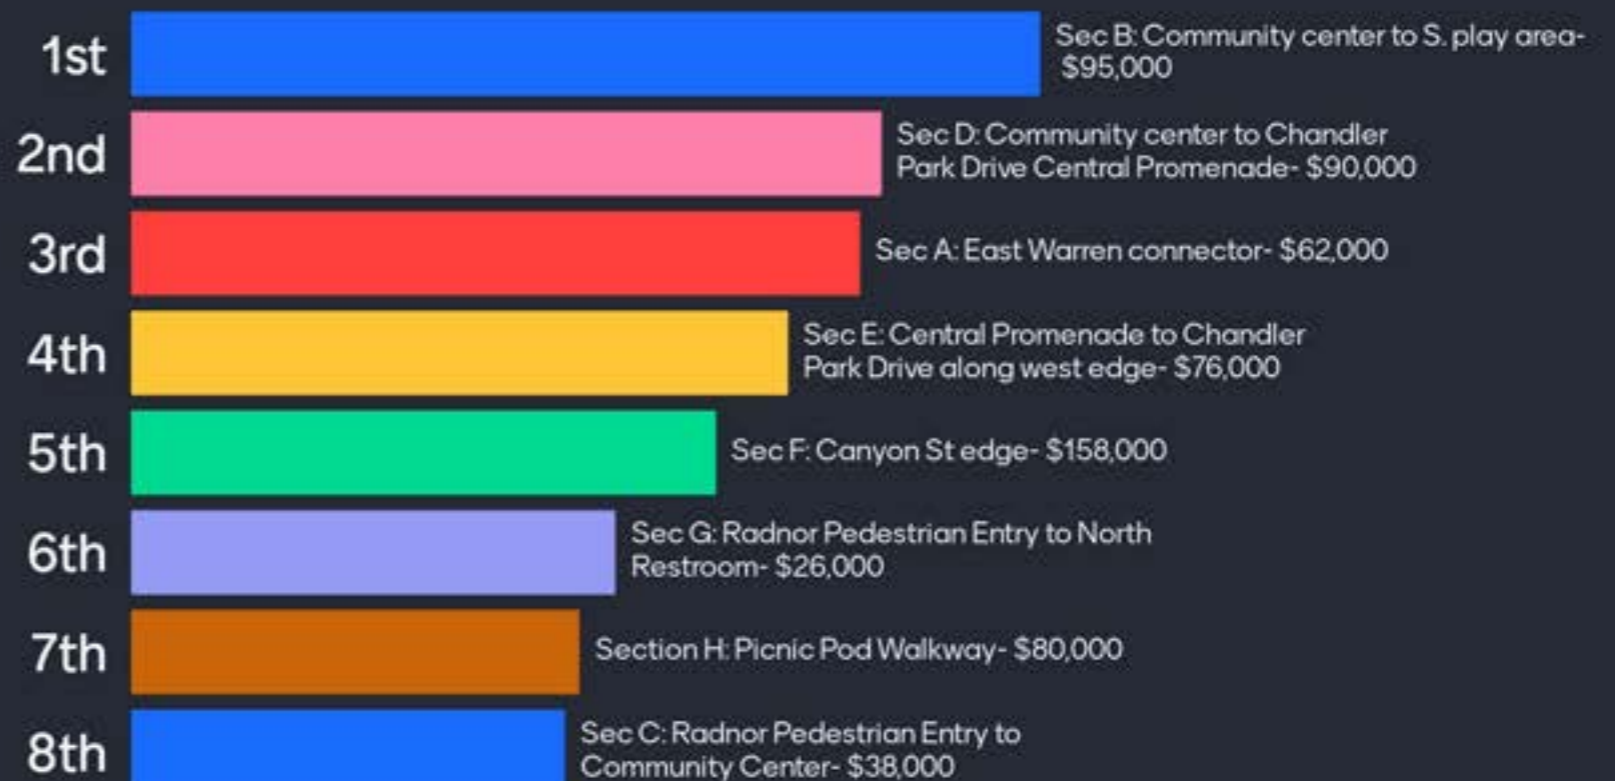 1st
Sec B: Community center to S. play area-
$95,000
2nd
Sec D: Community center to Chandler
Park Drive Central Promenade- $90,000
3rd
Sec A: East Warren connector- $62,000
4th
Sec E: Central Promenade to Chandler
Park Drive along west edge- $76,000
5th
Sec F: Canyon St edge- $158,000
6th
Sec G: Radnor Pedestrian Entry to North
Restroom- $26,000
7th
Section H: Picnic Pod Walkway- $80,000
8th
Sec C: Radnor Pedestrian Entry to
Community Center- $38,000